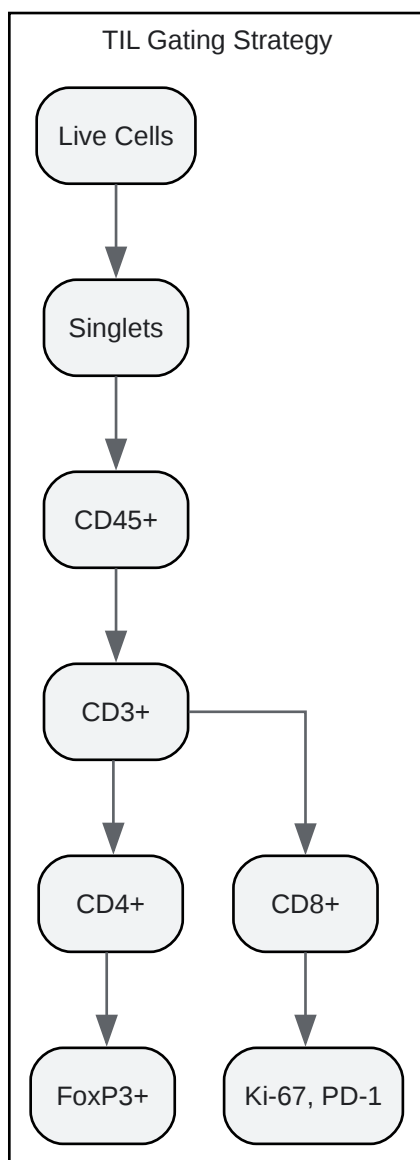 TIL Gating Strategy
Live Cells
Singlets
CD45+
CD3+
CD4+
CD8+
FoxP3+
Ki-67, PD-1